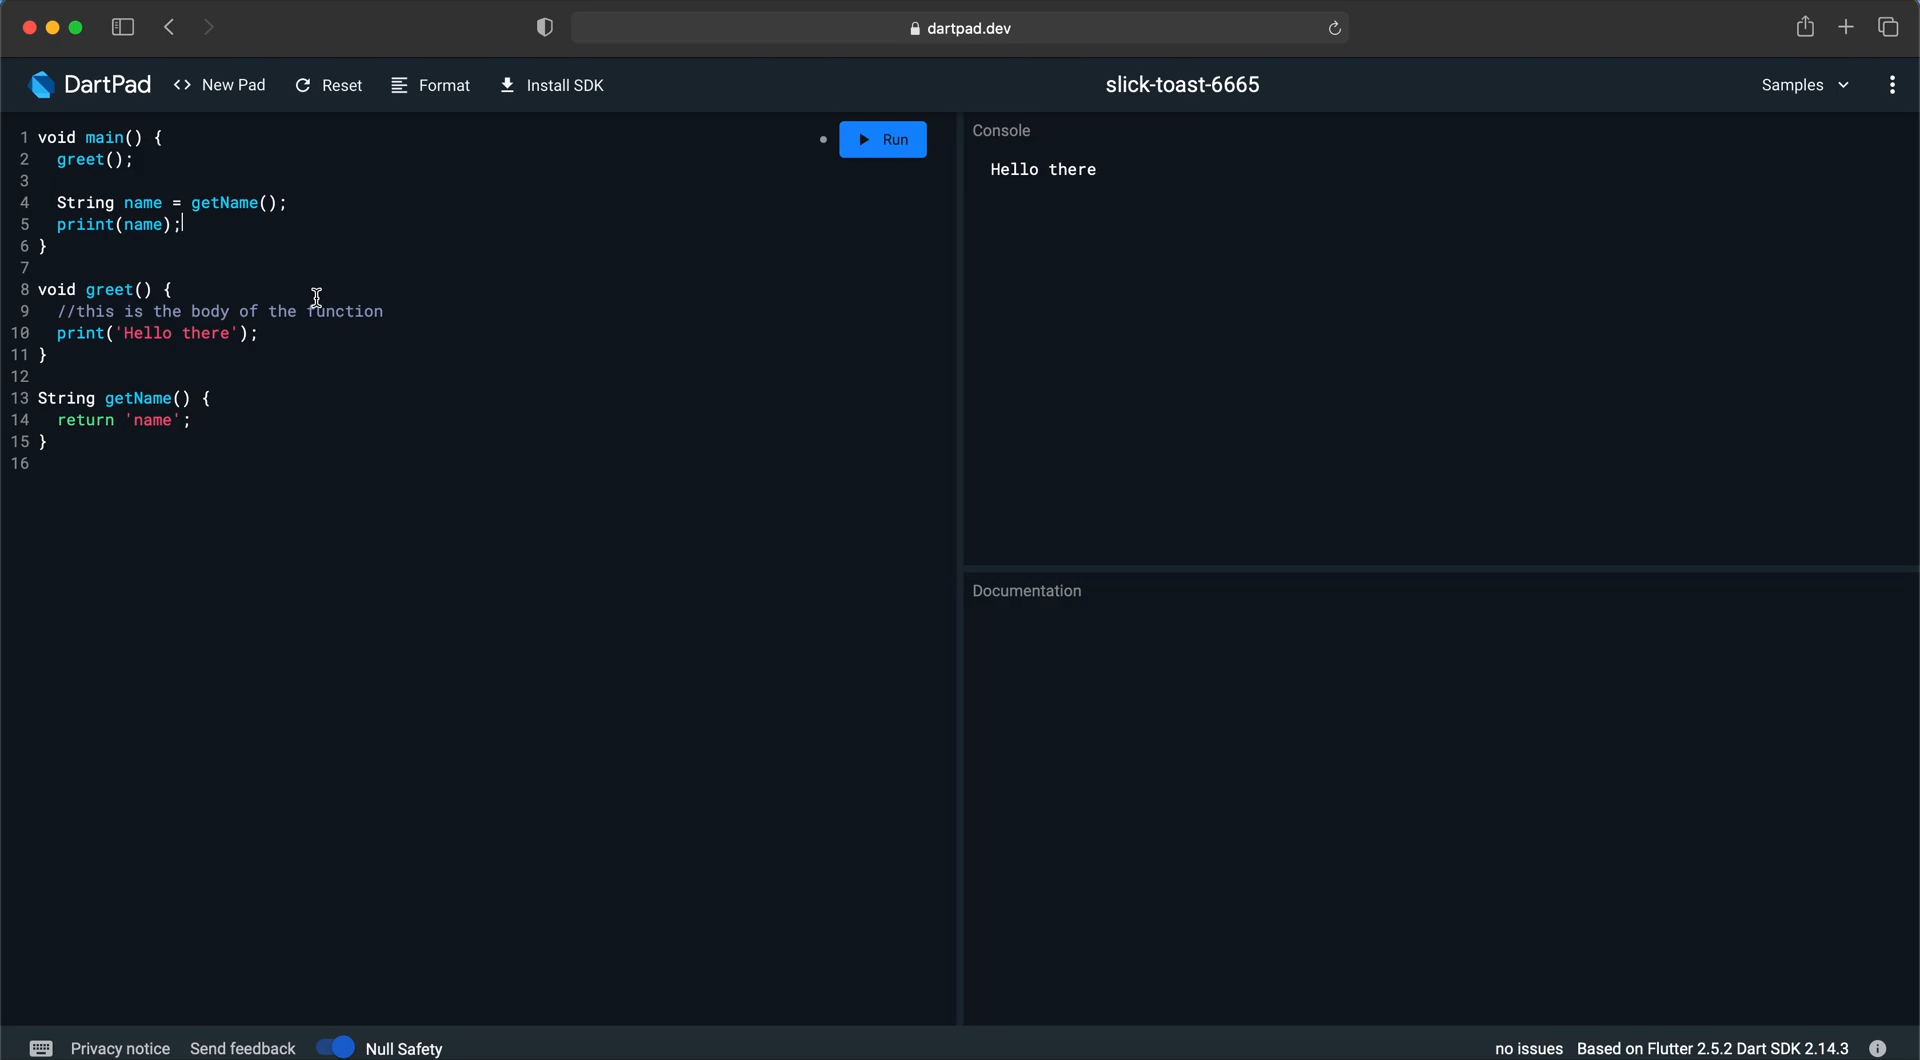 dartpad.dev
DartPad <> New Pad Reset Format Install SDK slick-toast-6665 Samples
1 void main() {
2 greet();
3
4 String name = getName();
5 priint(name);
6 }
7
8 void greet() {
9 //this is the body of the function
10 print('Hello there');
11 }
12
13 String getName() {
14 return 'name';
15 }
16
Run
Console
Hello there
Documentation
Privacy notice Send feedback Null Safety no issues Based on Flutter 2.5.2 Dart SDK 2.14.3